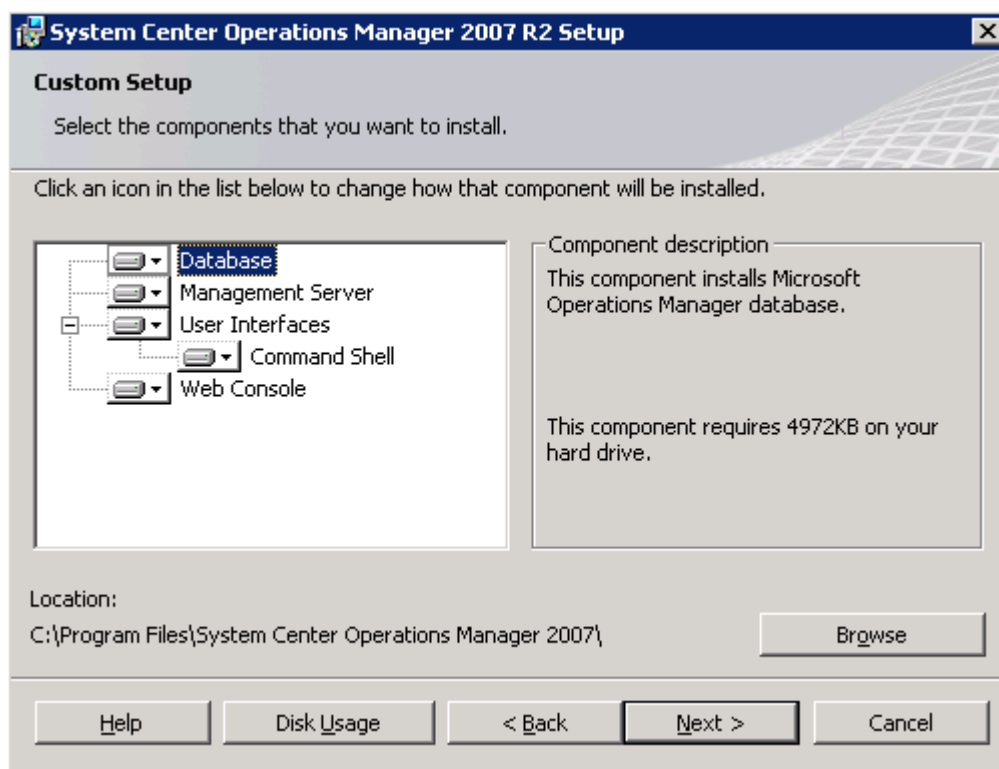 System Center Operations Manager 2007 R2 Setup
Custom Setup
Select the components that you want to install.
Click an icon in the list below to change how that component will be installed.
Database
Management Server
User Interfaces
Command Shell
Web Console
Component description
This component installs Microsoft
Operations Manager database.
This component requires 4972KB on your
hard drive.
Location:
C:\Program Files\System Center Operations Manager 2007\
Browse
Help
Disk Usage
< Back
Next >
Cancel